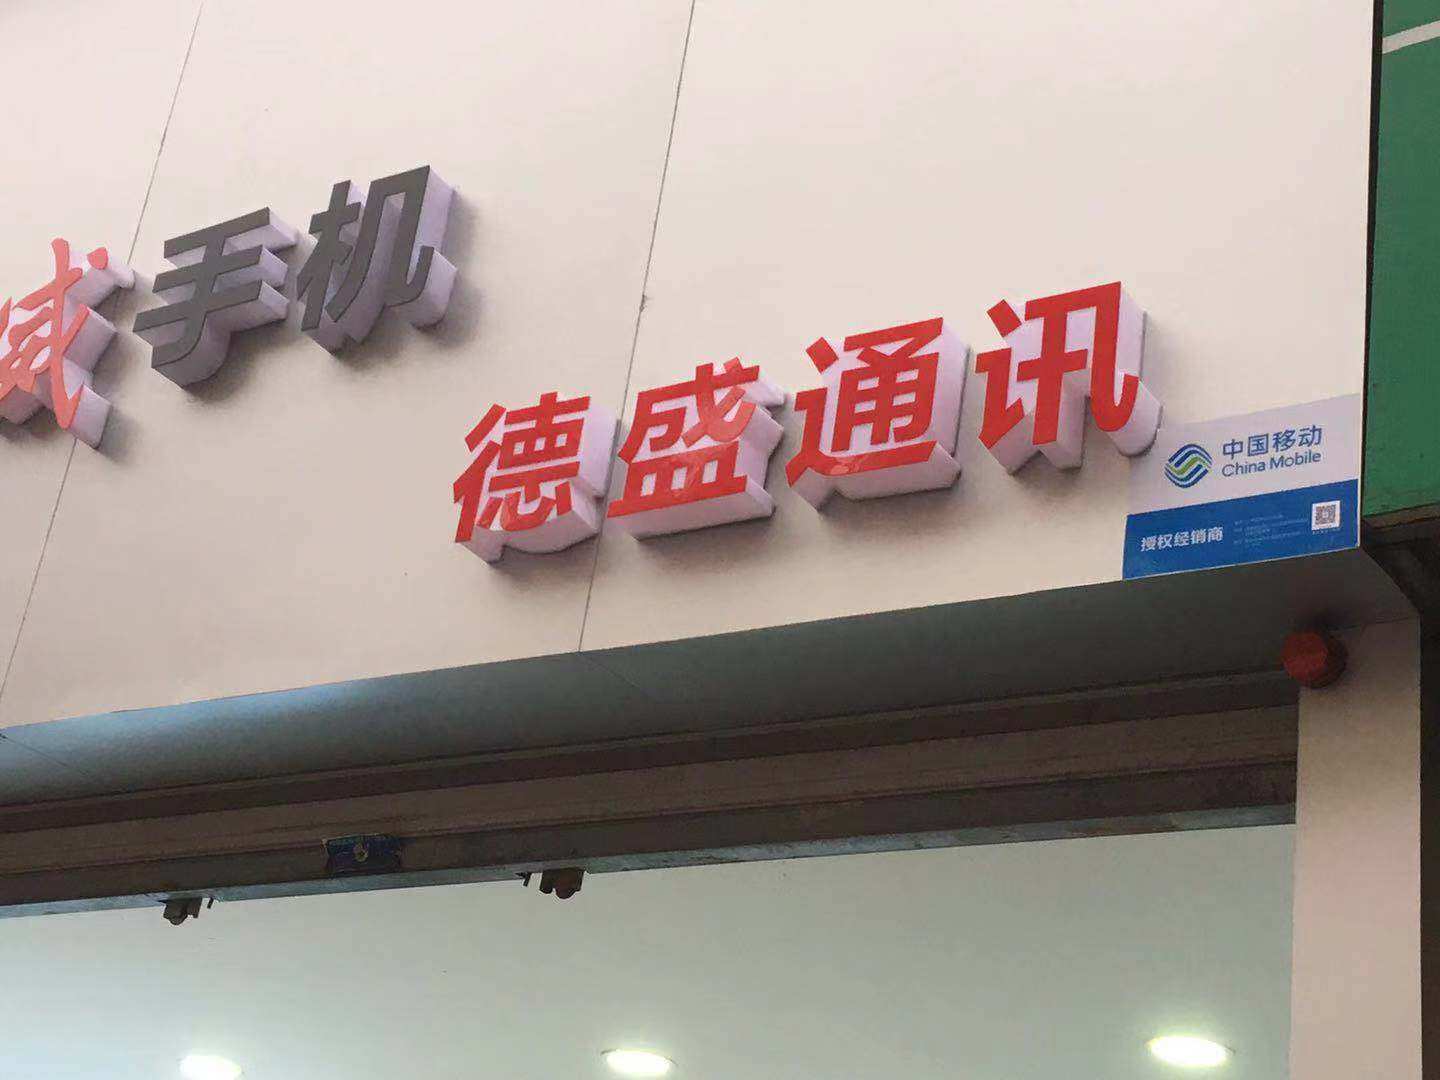 手机
德盛通讯
中国移动
China Mobile
授权经销商